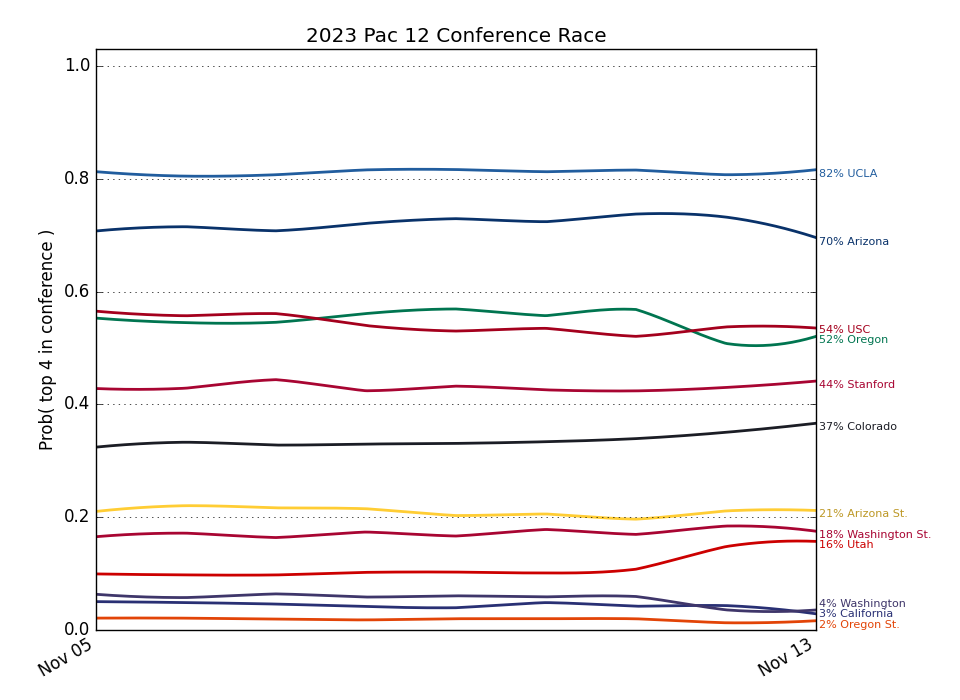 2023 Pac 12 Conference Race
Prob( top 4 in conference )
1.0
0.8
0.6
0.4
0.2
0.0
Nov 05
Nov 13
82% UCLA
70% Arizona
54% USC
52% Oregon
44% Stanford
37% Colorado
21% Arizona St.
18% Washington St.
16% Utah
4% Washington
3% California
2% Oregon St.